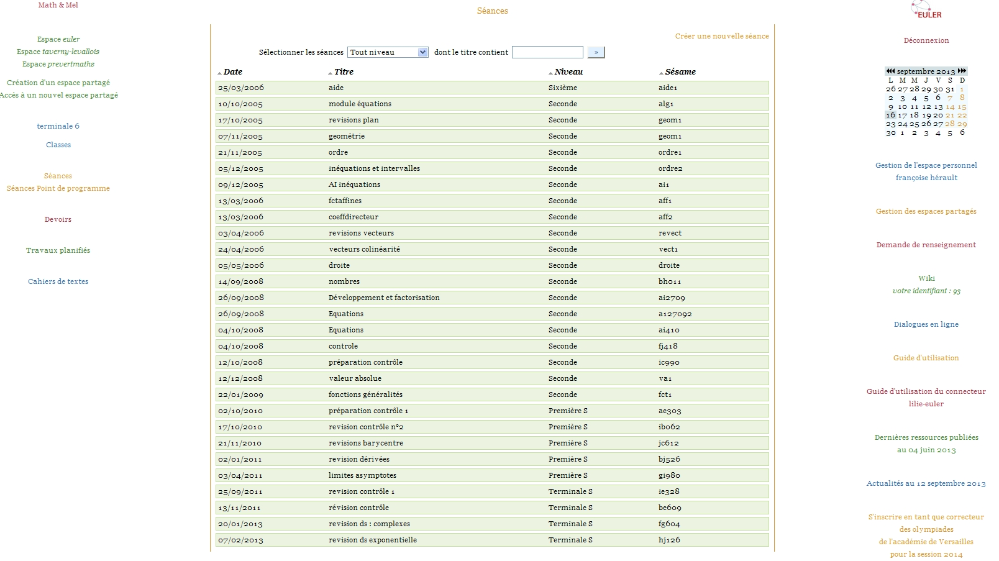 Math & Mel
Espace euler
Espace taverny-levallois
Espace prevertmaths
Création d'un espace partagé
Accès à un nouvel espace partagé
terminale 6
Classes
Séances
Séances Point de programme
Devoirs
Travaux planifiés
Cahiers de textes
Séances
Créer une nouvelle séance
Sélectionner les séances Tout niveau dont le titre contient »
Date Titre Niveau Sésame
25/03/2006 aide Sixième aide1
10/10/2005 module équations Seconde alg1
17/10/2005 revisions plan Seconde geom1
07/11/2005 geométrie Seconde geom1
21/11/2005 ordre Seconde ordre1
05/12/2005 inéquations et intervalles Seconde ordre2
09/12/2005 AI inéquations Seconde ai1
13/03/2006 fctaffines Seconde aff1
13/03/2006 coeffdirecteur Seconde aff2
03/04/2006 revisions vecteurs Seconde revect
24/04/2006 vecteurs colinéarité Seconde vect1
05/05/2006 droite Seconde droite
14/09/2008 nombres Seconde bh011
26/09/2008 Développement et factorisation Seconde ai2709
26/09/2008 Equations Seconde a127092
04/10/2008 Equations Seconde ai410
04/10/2008 controle Seconde fj418
12/10/2008 préparation contrôle Seconde ic990
12/12/2008 valeur absolue Seconde va1
22/01/2009 fonctions généralités Seconde fct1
02/10/2010 préparation contrôle 1 Première S ae303
17/10/2010 revision contrôle n°2 Première S ib062
21/11/2010 revisions barycentre Première S jc612
02/01/2011 revision dérivées Première S bj526
03/04/2011 limites asymptotes Première S gi980
25/09/2011 revision contrôle 1 Terminale S ie328
13/11/2011 révision contrôle Terminale S be609
20/01/2013 revision ds : complexes Terminale S fg604
07/02/2013 revision ds exponentielle Terminale S hj126
EULER
Déconnexion
septembre 2013
L M M J V S D
26 27 28 29 30 31 1
2 3 4 5 6 7 8
9 10 11 12 13 14 15
16 17 18 19 20 21 22
23 24 25 26 27 28 29
30 1 2 3 4 5 6
Gestion de l'espace personnel
françoise hérault
Gestion des espaces partagés
Demande de renseignement
Wiki
votre identifiant : 93
Dialogues en ligne
Guide d'utilisation
Guide d'utilisation du connecteur
lilie-euler
Dernières ressources publiées
au 04 juin 2013
Actualités au 12 septembre 2013
S'inscrire en tant que correcteur
des olympiades
de l'académie de Versailles
pour la session 2014